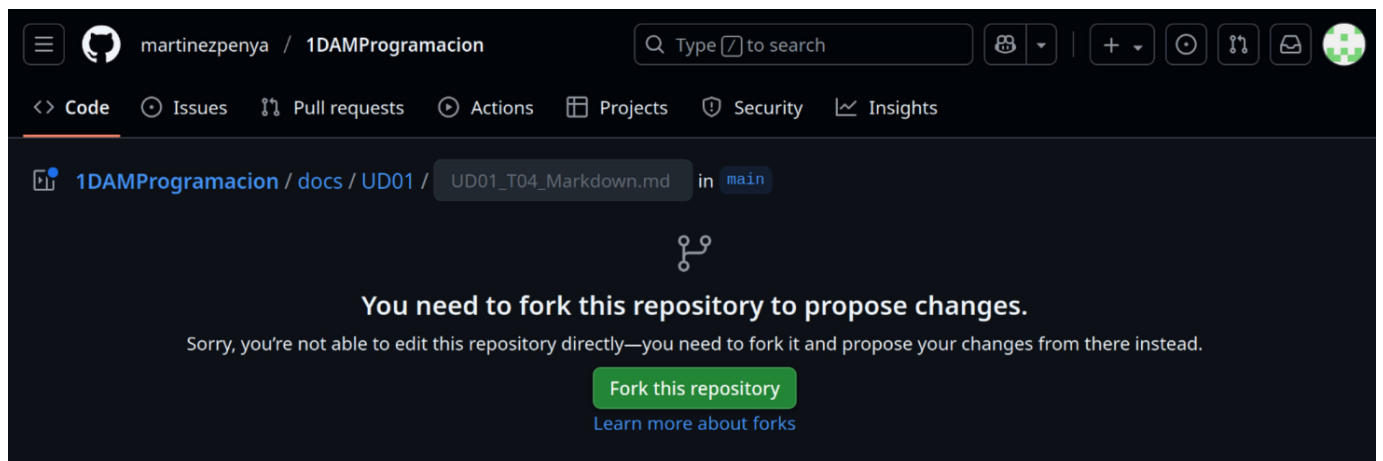 martinezpenya / 1DAMProgramacion
Type / to search
Code Issues Pull requests Actions Projects Security Insights
1DAMProgramacion / docs / UD01 / UD01_T04_Markdown.md in main
You need to fork this repository to propose changes.
Sorry, you're not able to edit this repository directly—you need to fork it and propose your changes from there instead.
Fork this repository
Learn more about forks